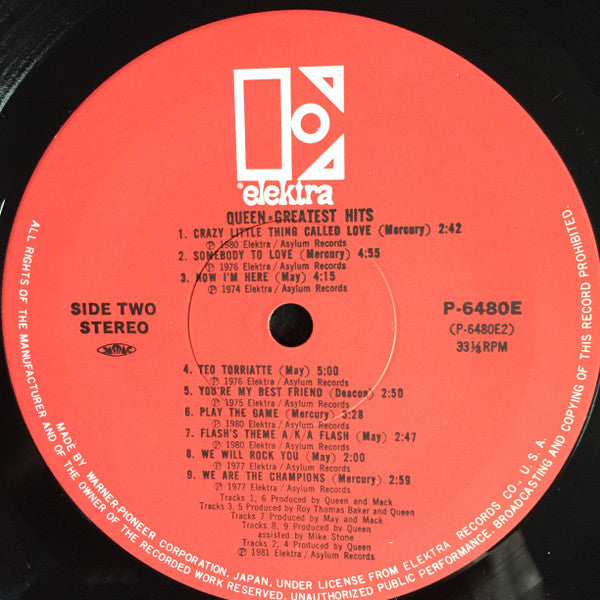 elektra
QUEEN•GREATEST HITS
1. CRAZY LITTLE THING CALLED LOVE (Mercury) 2:42
℗ 1980 Elektra/Asylum Records
2. SOMEBODY TO LOVE (Mercury) 4:55
℗ 1976 Elektra/Asylum Records
3. NOW I'M HERE (May) 4:15
℗ 1974 Elektra/Asylum Records
SIDE TWO
STEREO
P-6480E
(P-6480E2)
33⅓RPM
4. TEO TORRIATTE (May) 5:00
℗ 1976 Elektra/Asylum Records
5. YOU'RE MY BEST FRIEND (Deacon) 2:50
℗ 1975 Elektra/Asylum Records
6. PLAY THE GAME (Mercury) 3:28
℗ 1980 Elektra/Asylum Records
7. FLASH'S THEME A/K/A FLASH (May) 2:47
℗ 1980 Elektra/Asylum Records
8. WE WILL ROCK YOU (May) 2:00
℗ 1977 Elektra/Asylum Records
9. WE ARE THE CHAMPIONS (Mercury) 2:59
℗ 1977 Elektra/Asylum Records
Tracks 1, 6 Produced by Queen and Mack
Tracks 3, 5 Produced by Roy Thomas Baker and Queen
Tracks 7 Produced by May and Mack
Tracks 8, 9 Produced by Queen
assisted by Mike Stone
Tracks 2, 4 Produced by Queen
℗ 1981 Elektra/Asylum Records
ALL RIGHTS OF THE MANUFACTURER AND OF THE OWNER OF THE RECORDED WORK RESERVED. UNAUTHORIZED PUBLIC PERFORMANCE, BROADCASTING AND COPYING OF THIS RECORD PROHIBITED.
MADE BY WARNER-PIONEER CORPORATION, JAPAN, UNDER LICENSE FROM ELEKTRA RECORDS CO., U.S.A.